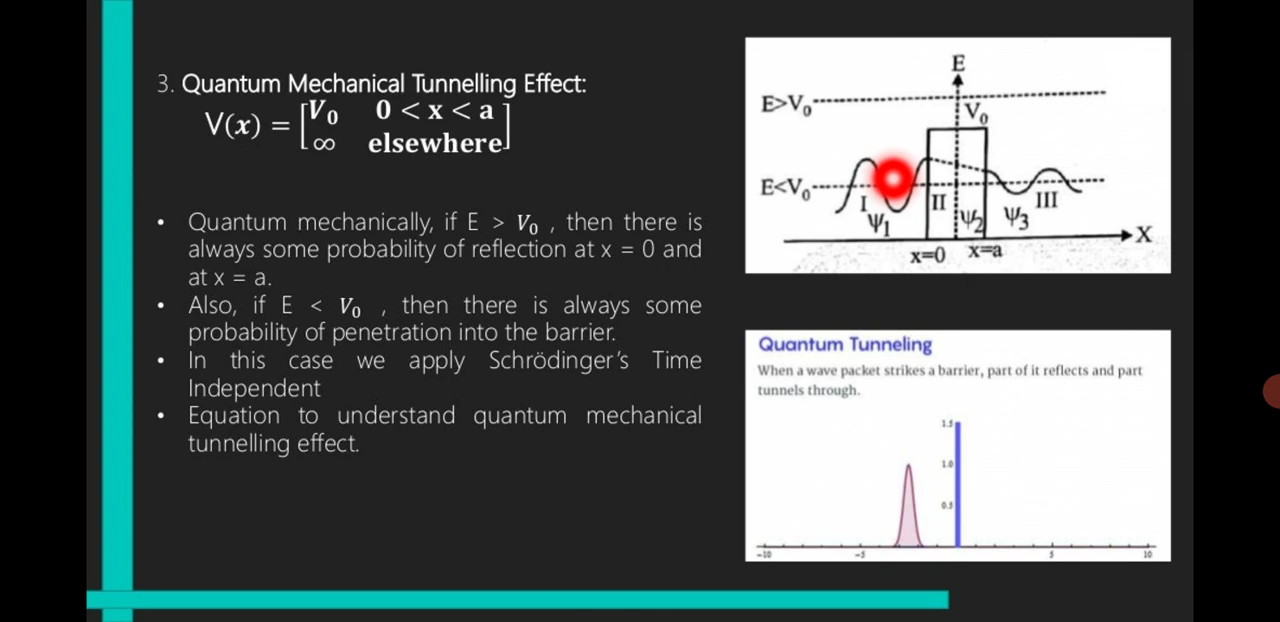 3. Quantum Mechanical Tunnelling Effect:
V(x) = [V₀ 0 < x < a
∞ elsewhere]
• Quantum mechanically, if E > V₀ , then there is
always some probability of reflection at x = 0 and
at x = a.
• Also, if E < V₀ , then there is always some
probability of penetration into the barrier.
• In this case we apply Schrödinger's Time
Independent
• Equation to understand quantum mechanical
tunnelling effect.
E
E>V₀
V₀
E<V₀
I II III
Ψ₁ Ψ₂ Ψ₃
X
x=0 x=a
Quantum Tunneling
When a wave packet strikes a barrier, part of it reflects and part
tunnels through.
1.5
1.0
0.5
-10 -5 5 10